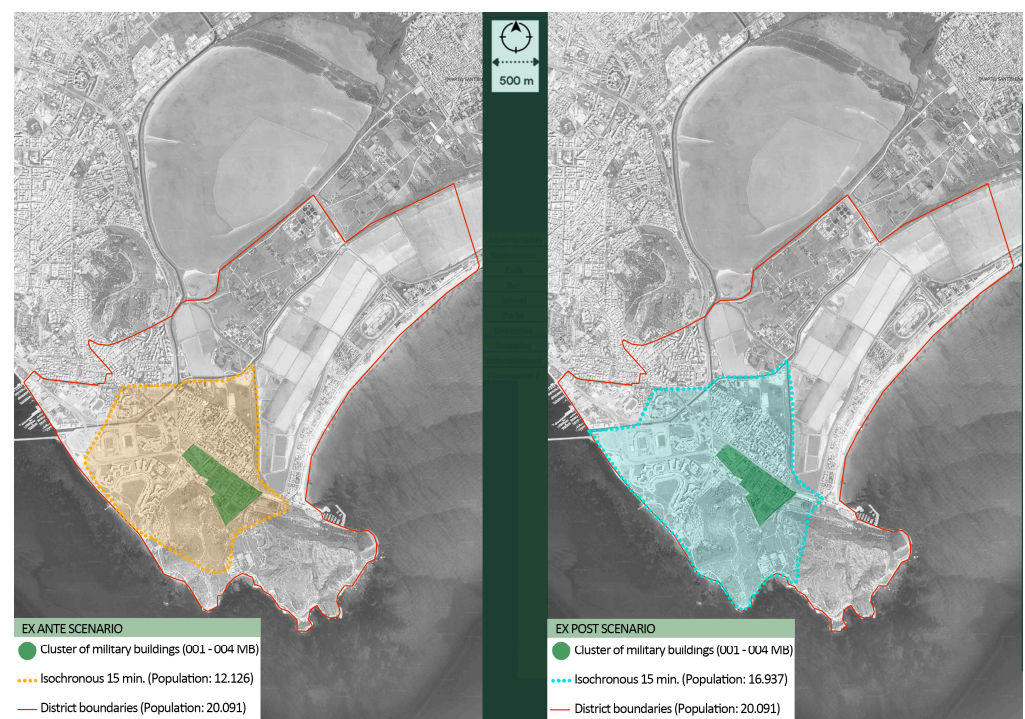 500 m
EX ANTE SCENARIO
Cluster of military buildings (001 - 004 MB)
Isochronous 15 min. (Population: 12.126)
District boundaries (Population: 20.091)
EX POST SCENARIO
Cluster of military buildings (001 - 004 MB)
Isochronous 15 min. (Population: 16.937)
District boundaries (Population: 20.091)